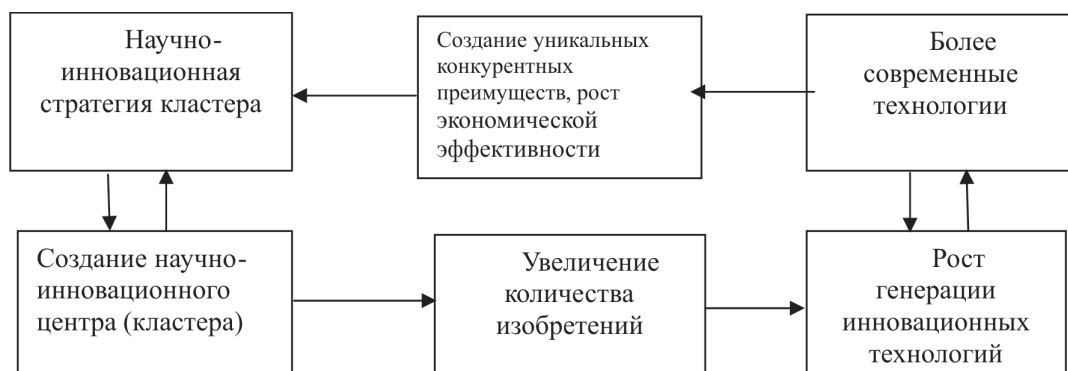 Научно-
инновационная
стратегия кластера
Создание уникальных
конкурентных
преимуществ, рост
экономической
эффективности
Более
современные
технологии
Создание научно-
инновационного
центра (кластера)
Увеличение
количества
изобретений
Рост
генерации
инновационных
технологий